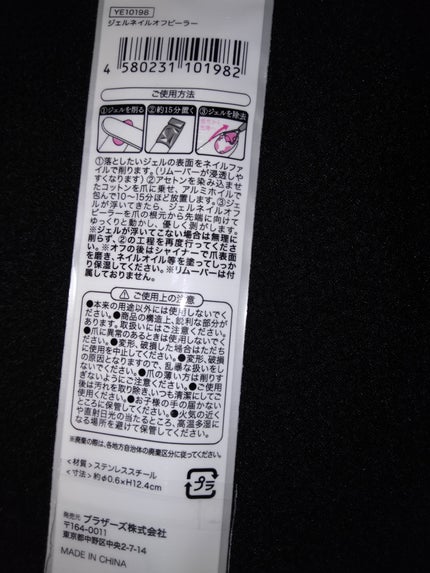 YE10198
ジェルネイルオフピーラー
4 580231 101982
ご使用方法
①ジェルを削る ②約15分置く ③ジェルを除去
①落としたいジェルの表面をネイルファ
イルで削ります。(リムーバーが浸透しや
すくなります) ②アセトンを染み込ませ
たコットンを爪に乗せ、アルミホイルで
包んで10〜15分ほど放置します。③ジェ
ルが浮いてきたら、ジェルネイルオフ
ピーラーを爪の根元から先端に向けて
ゆっくりと動かし、優しく剥がします。
※ジェルが浮いてこない場合は無理に
削らず、②の工程を再度行ってくださ
い。※オフの後はシャイナーで爪表面
を磨き、ネイルオイル等を塗ってしっか
り保湿してください。※リムーバーは付
属しておりません。
ご使用上の注意
●本来の用途以外には使用しないでく
ださい。●商品の構造上、鋭利な部分が
あります。取扱いにはご注意ください。
●爪に異常のあるときは使用しないで
ください。●変形、破損した場合はただち
に使用を中止してください。●変形、破損
の原因となりますので、乱暴な扱いをし
ないでください。●爪の薄い方は削りす
ぎないようにご注意ください。●ご使用
後は汚れを取り除き、いつも清潔にしてご
使用ください。●お子様の手の届かない
ところに保管してください。●火気の近く
や直射日光の当たるところ、高温多湿に
なる場所を避けて保管してください。
※廃棄の際は、各地方自治体の廃棄区分に従ってください。
<材質>ステンレススチール
<寸法>約φ0.6×H12.4cm
プラ
発売元 ブラザーズ株式会社
〒164-0011
東京都中野区中央2-7-14
MADE IN CHINA